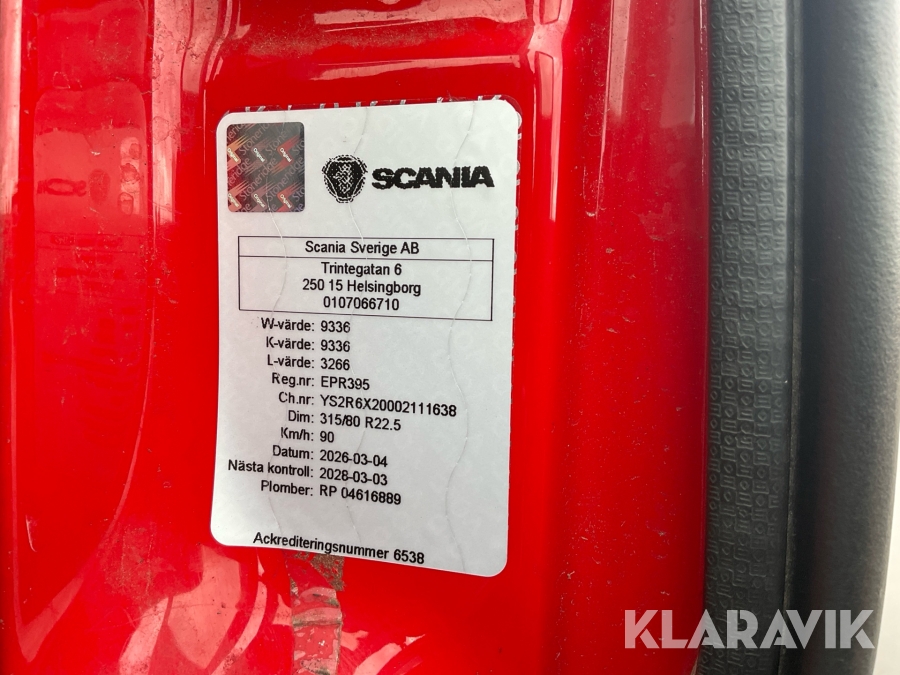 SCANIA
Scania Sverige AB
Trintegatan 6
250 15 Helsingborg
0107066710
W-värde: 9336
K-värde: 9336
L-värde: 3266
Reg.nr: EPR395
Ch.nr: YS2R6X20002111638
Dim: 315/80 R22.5
Km/h: 90
Datum: 2026-03-04
Nästa kontroll: 2028-03-03
Plomber: RP 04616889
Ackrediteringsnummer 6538
KLARAVIK